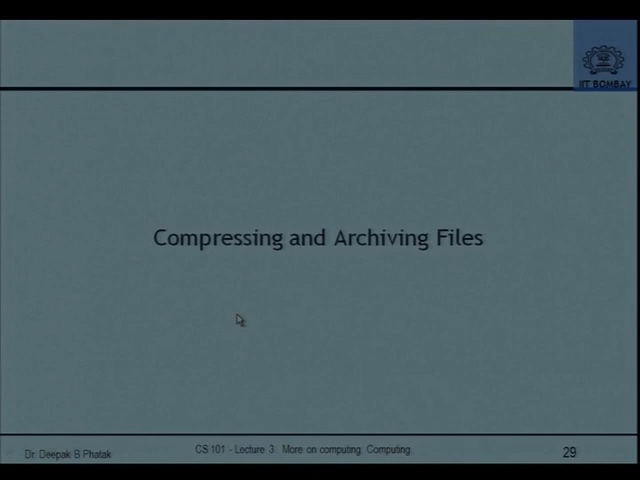 IIT BOMBAY
Compressing and Archiving Files
Dr. Deepak B Phatak
CS 101 - Lecture 3: More on computing Computing
29